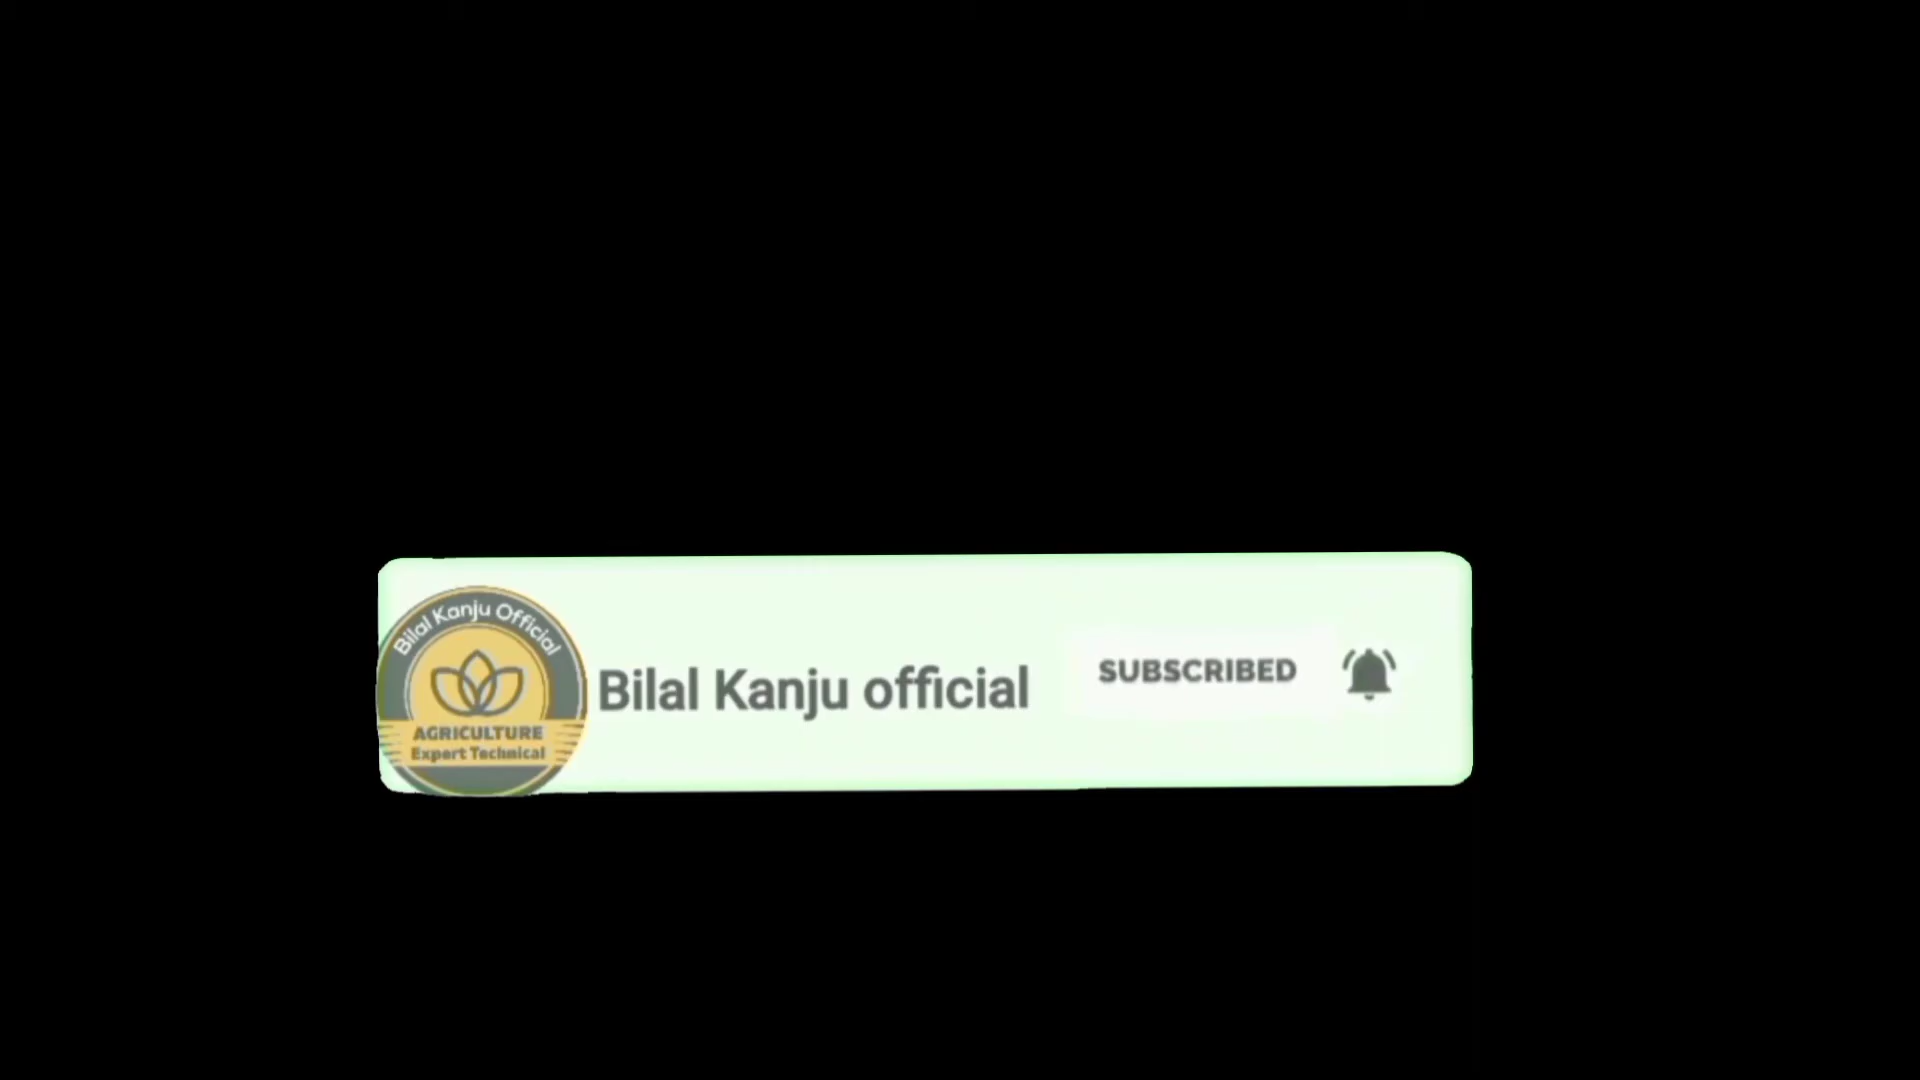 Bilal Kanju Official
AGRICULTURE
Expert Technical
Bilal Kanju official
SUBSCRIBED